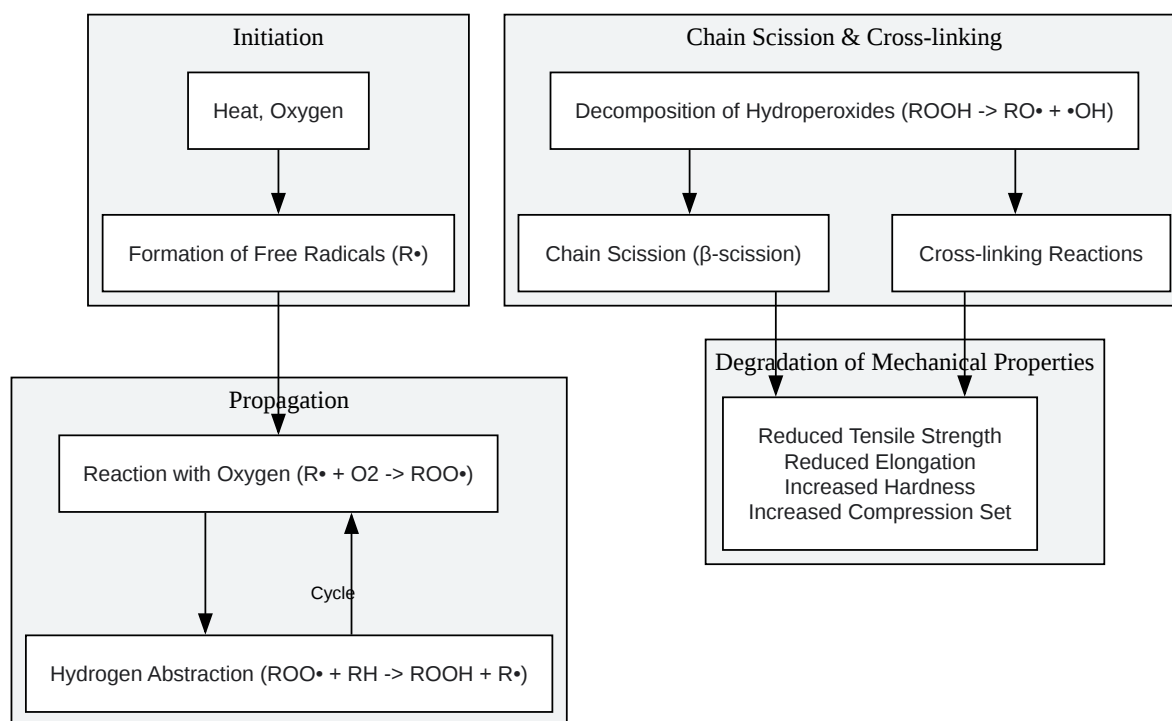 Initiation
Heat, Oxygen
Formation of Free Radicals (R•)
Propagation
Reaction with Oxygen (R• + O2 -> ROO•)
Cycle
Hydrogen Abstraction (ROO• + RH -> ROOH + R•)
Chain Scission & Cross-linking
Decomposition of Hydroperoxides (ROOH -> RO• + •OH)
Chain Scission (β-scission)
Cross-linking Reactions
Degradation of Mechanical Properties
Reduced Tensile Strength
Reduced Elongation
Increased Hardness
Increased Compression Set